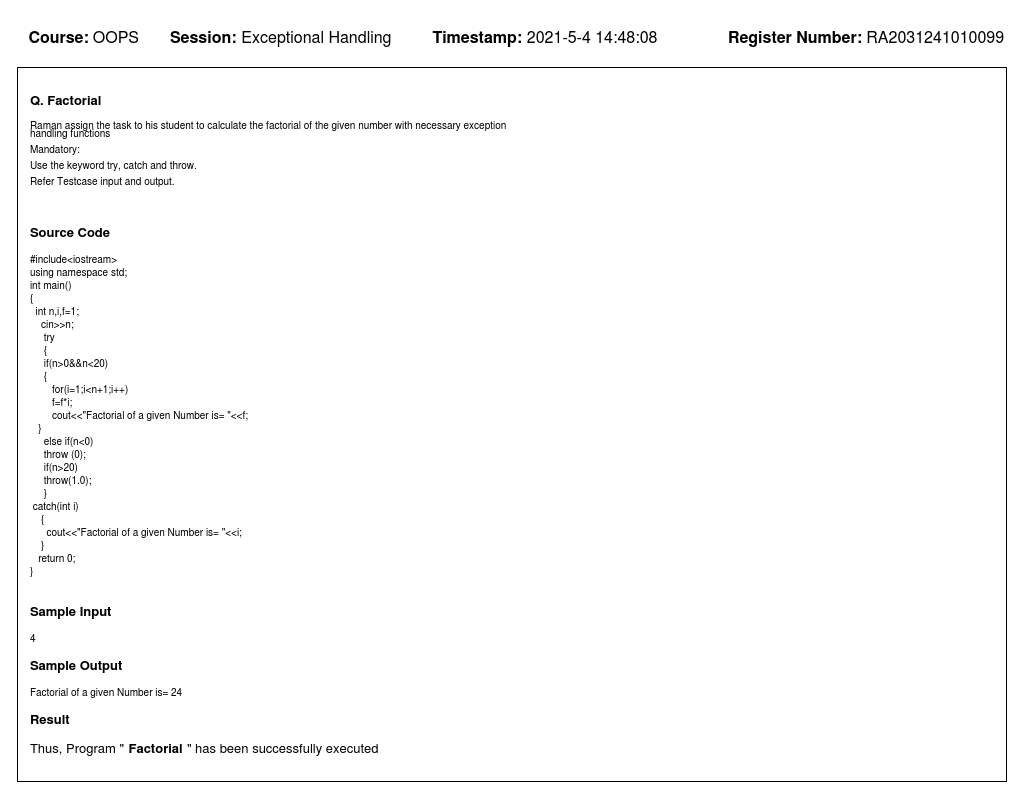 Course: OOPS Session: Exceptional Handling Timestamp: 2021-5-4 14:48:08 Register Number: RA2031241010099
Q. Factorial
Raman assign the task to his student to calculate the factorial of the given number with necessary exception
handling functions
Mandatory:
Use the keyword try, catch and throw.
Refer Testcase input and output.
Source Code
#include<iostream>
using namespace std;
int main()
{
int n,i,f=1;
cin>>n;
try
{
if(n>0&&n<20)
{
for(i=1;i<n+1;i++)
f=f*i;
cout<<"Factorial of a given Number is= "<<f;
}
else if(n<0)
throw (0);
if(n>20)
throw(1.0);
}
catch(int i)
{
cout<<"Factorial of a given Number is= "<<i;
}
return 0;
}
Sample Input
4
Sample Output
Factorial of a given Number is= 24
Result
Thus, Program " Factorial " has been successfully executed